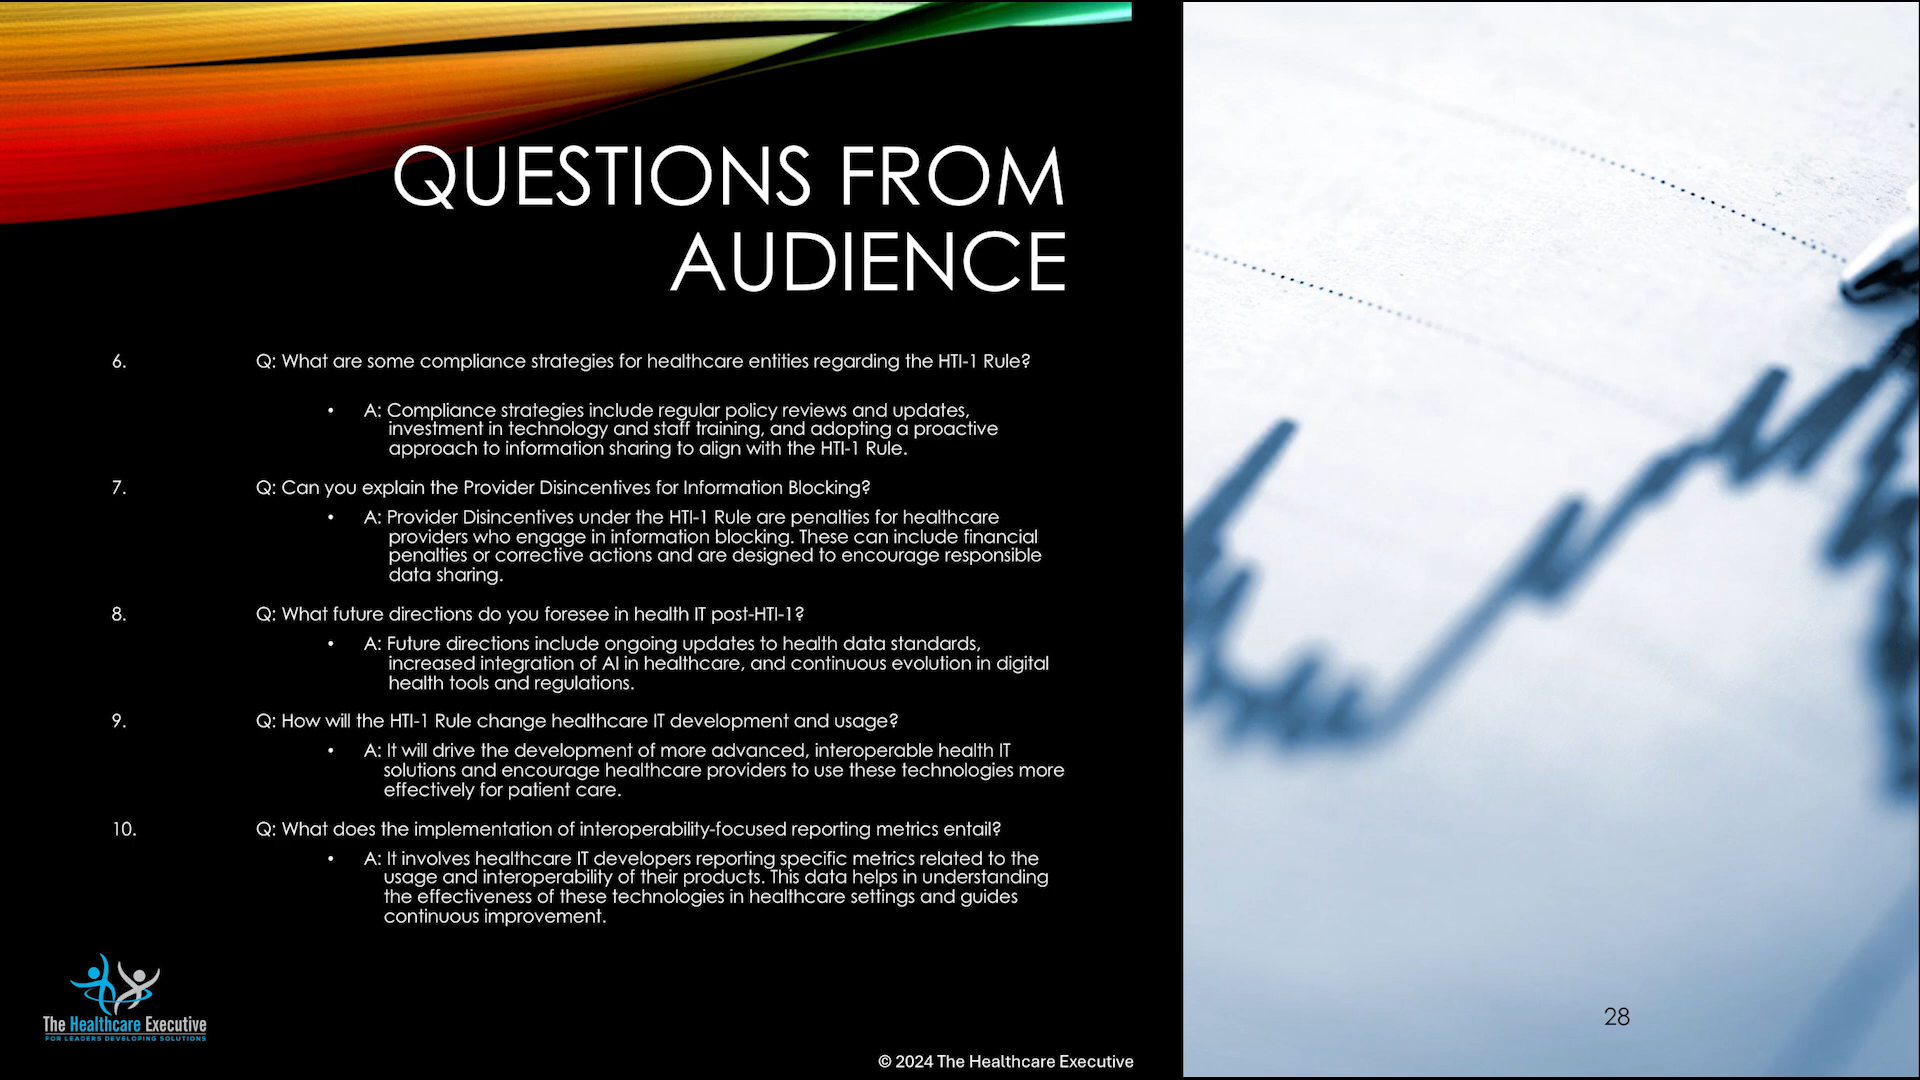 QUESTIONS FROM
AUDIENCE
6. Q: What are some compliance strategies for healthcare entities regarding the HTI-1 Rule?
• A: Compliance strategies include regular policy reviews and updates,
investment in technology and staff training, and adopting a proactive
approach to information sharing to align with the HTI-1 Rule.
7. Q: Can you explain the Provider Disincentives for Information Blocking?
• A: Provider Disincentives under the HTI-1 Rule are penalties for healthcare
providers who engage in information blocking. These can include financial
penalties or corrective actions and are designed to encourage responsible
data sharing.
8. Q: What future directions do you foresee in health IT post-HTI-1?
• A: Future directions include ongoing updates to health data standards,
increased integration of AI in healthcare, and continuous evolution in digital
health tools and regulations.
9. Q: How will the HTI-1 Rule change healthcare IT development and usage?
• A: It will drive the development of more advanced, interoperable health IT
solutions and encourage healthcare providers to use these technologies more
effectively for patient care.
10. Q: What does the implementation of interoperability-focused reporting metrics entail?
• A: It involves healthcare IT developers reporting specific metrics related to the
usage and interoperability of their products. This data helps in understanding
the effectiveness of these technologies in healthcare settings and guides
continuous improvement.
The Healthcare Executive
FOR LEADERS DEVELOPING SOLUTIONS
28
© 2024 The Healthcare Executive